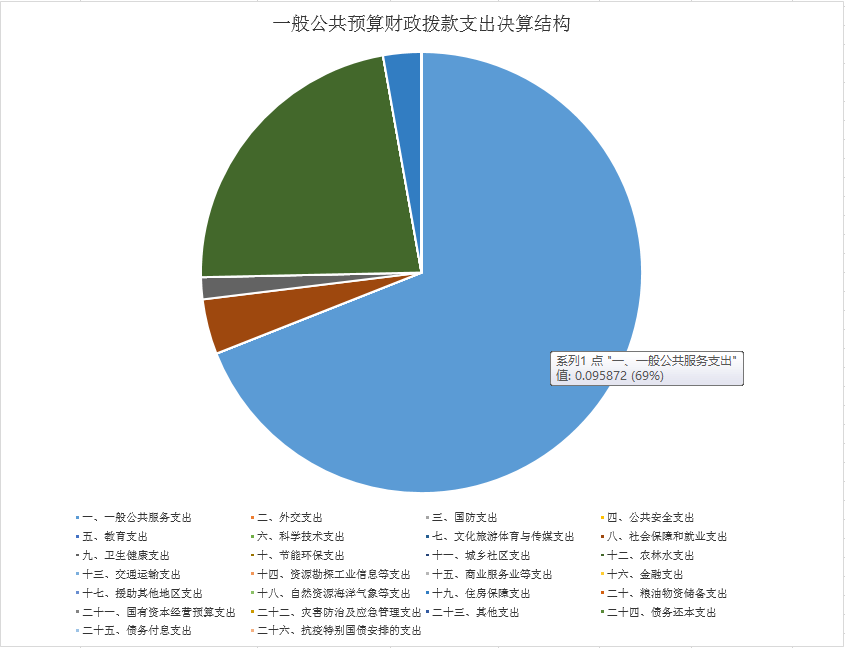 一般公共预算财政拨款支出决算结构
系列1 点 "一、一般公共服务支出"
值: 0.095872 (69%)
一、一般公共服务支出 二、外交支出 三、国防支出 四、公共安全支出
五、教育支出 六、科学技术支出 七、文化旅游体育与传媒支出 八、社会保障和就业支出
九、卫生健康支出 十、节能环保支出 十一、城乡社区支出 十二、农林水支出
十三、交通运输支出 十四、资源勘探工业信息等支出 十五、商业服务业等支出 十六、金融支出
十七、援助其他地区支出 十八、自然资源海洋气象等支出 十九、住房保障支出 二十、粮油物资储备支出
二十一、国有资本经营预算支出 二十二、灾害防治及应急管理支出 二十三、其他支出 二十四、债务还本支出
二十五、债务付息支出 二十六、抗疫特别国债安排的支出